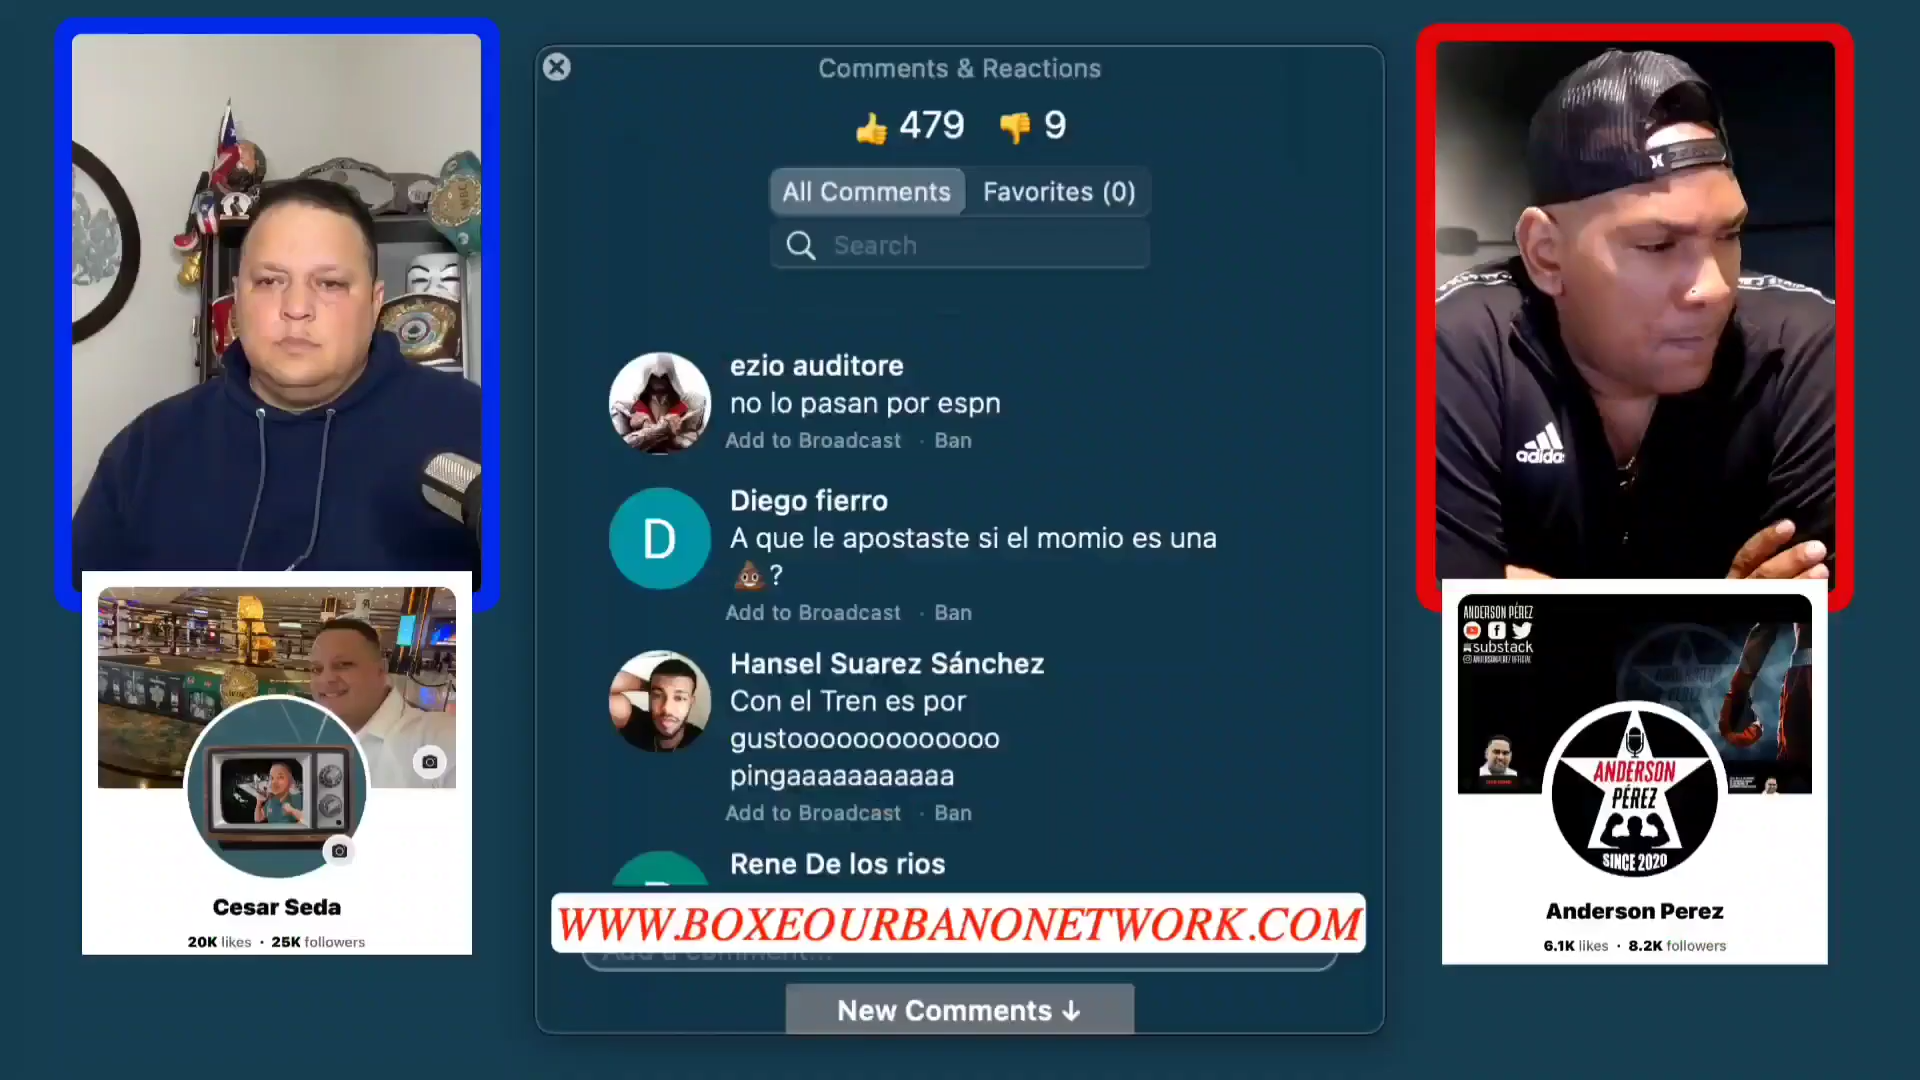 Comments & Reactions
👍 479 👎 9
All Comments Favorites (0)
Search
ezio auditore
no lo pasan por espn
Add to Broadcast · Ban
D
Diego fierro
A que le apostaste si el momio es una
💩?
Add to Broadcast · Ban
Hansel Suarez Sánchez
Con el Tren es por
gustooooooooooooo
pingaaaaaaaaaaa
Add to Broadcast · Ban
Rene De los rios
WWW.BOXEOURBANONETWORK.COM
Add a comment...
New Comments ↓
Cesar Seda
20K likes · 25K followers
adidas
ANDERSON PÉREZ
substack
ANDERSON
PÉREZ
SINCE 2020
Anderson Perez
6.1K likes · 8.2K followers